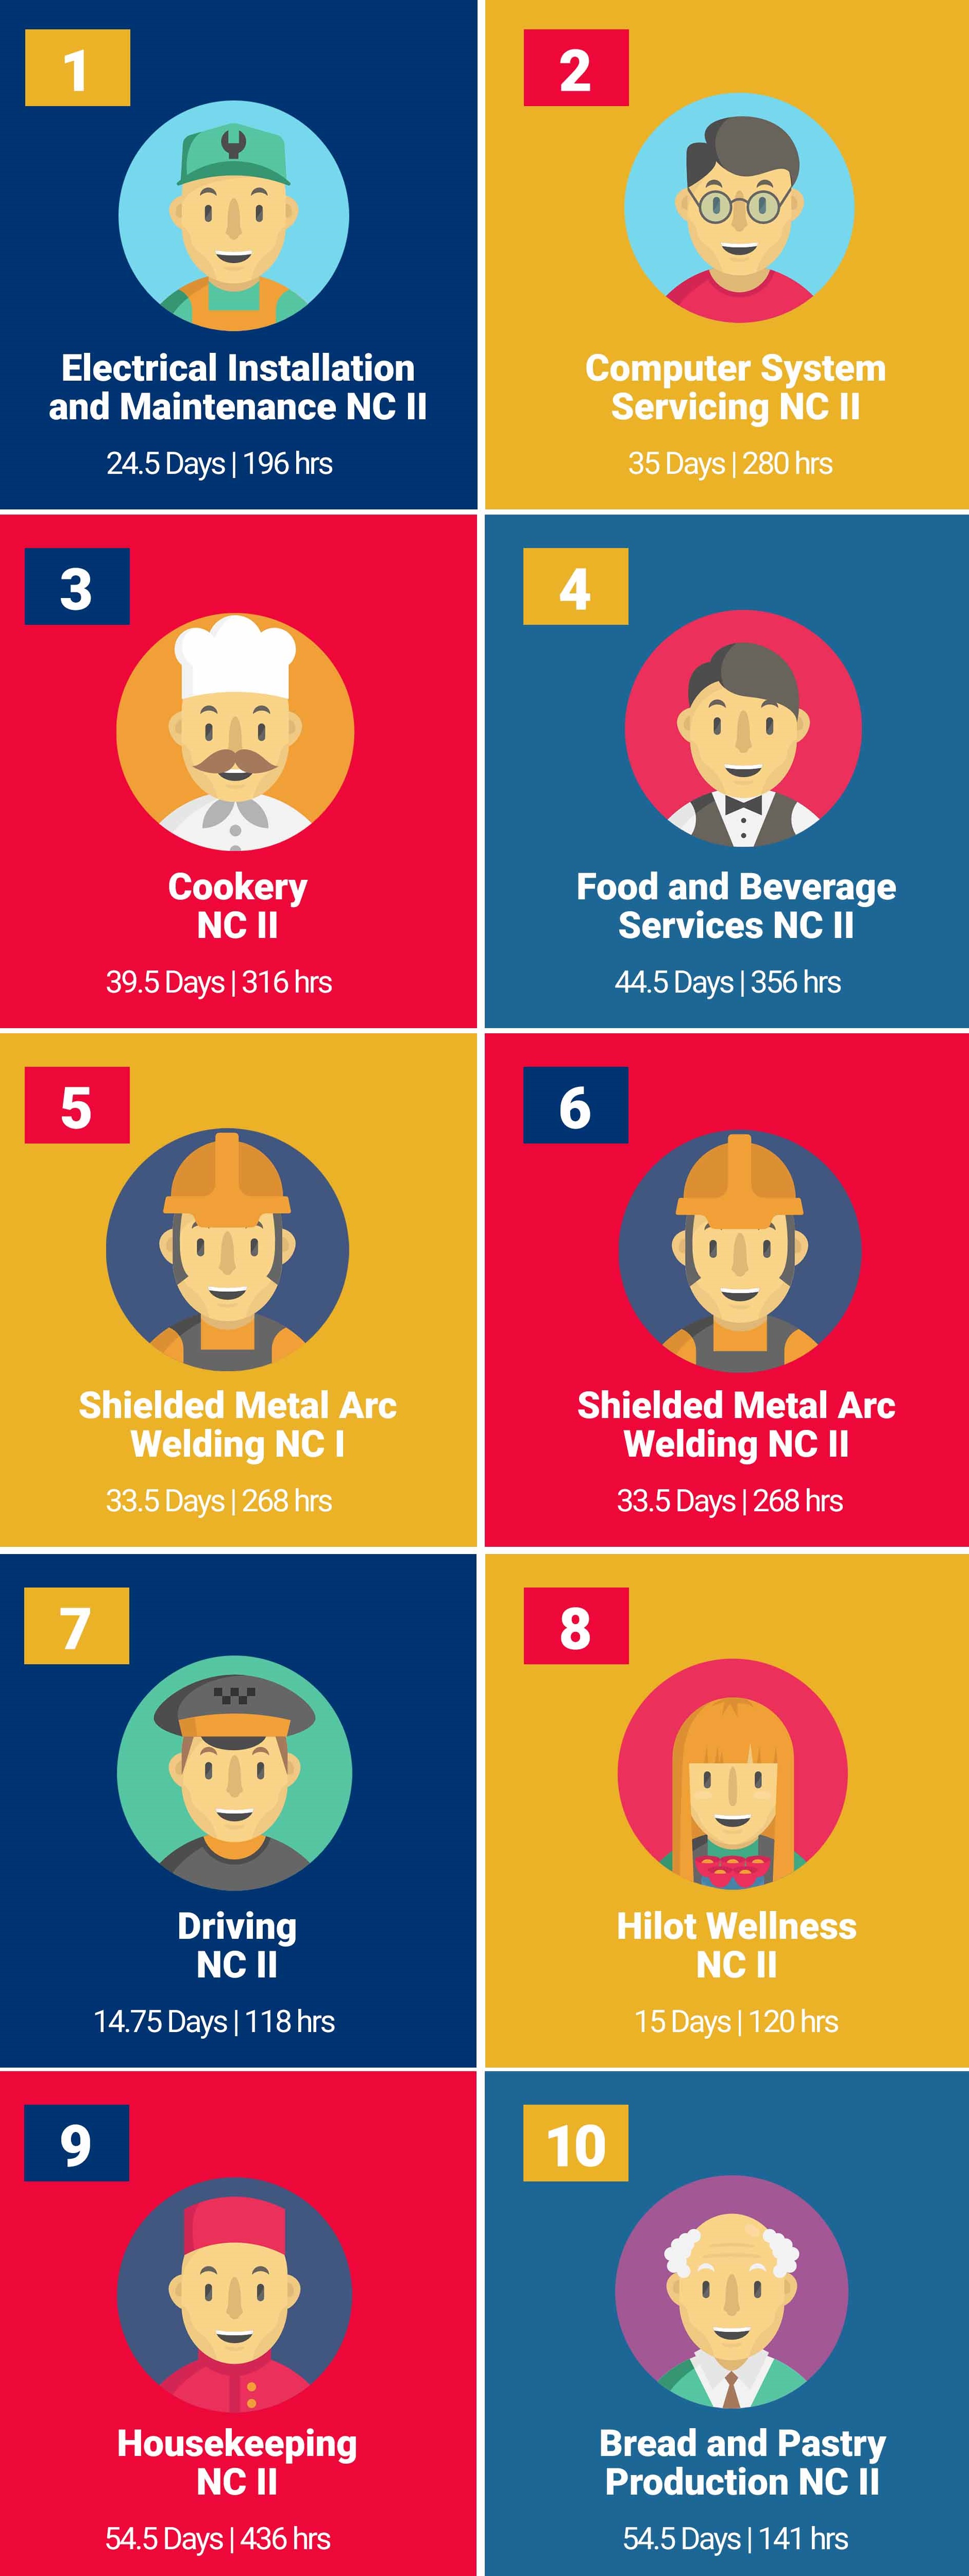 1
Electrical Installation
and Maintenance NC II
24.5 Days | 196 hrs
2
Computer System
Servicing NC II
35 Days | 280 hrs
3
Cookery
NC II
39.5 Days | 316 hrs
4
Food and Beverage
Services NC II
44.5 Days | 356 hrs
5
Shielded Metal Arc
Welding NC I
33.5 Days | 268 hrs
6
Shielded Metal Arc
Welding NC II
33.5 Days | 268 hrs
7
Driving
NC II
14.75 Days | 118 hrs
8
Hilot Wellness
NC II
15 Days | 120 hrs
9
Housekeeping
NC II
54.5 Days | 436 hrs
10
Bread and Pastry
Production NC II
54.5 Days | 141 hrs